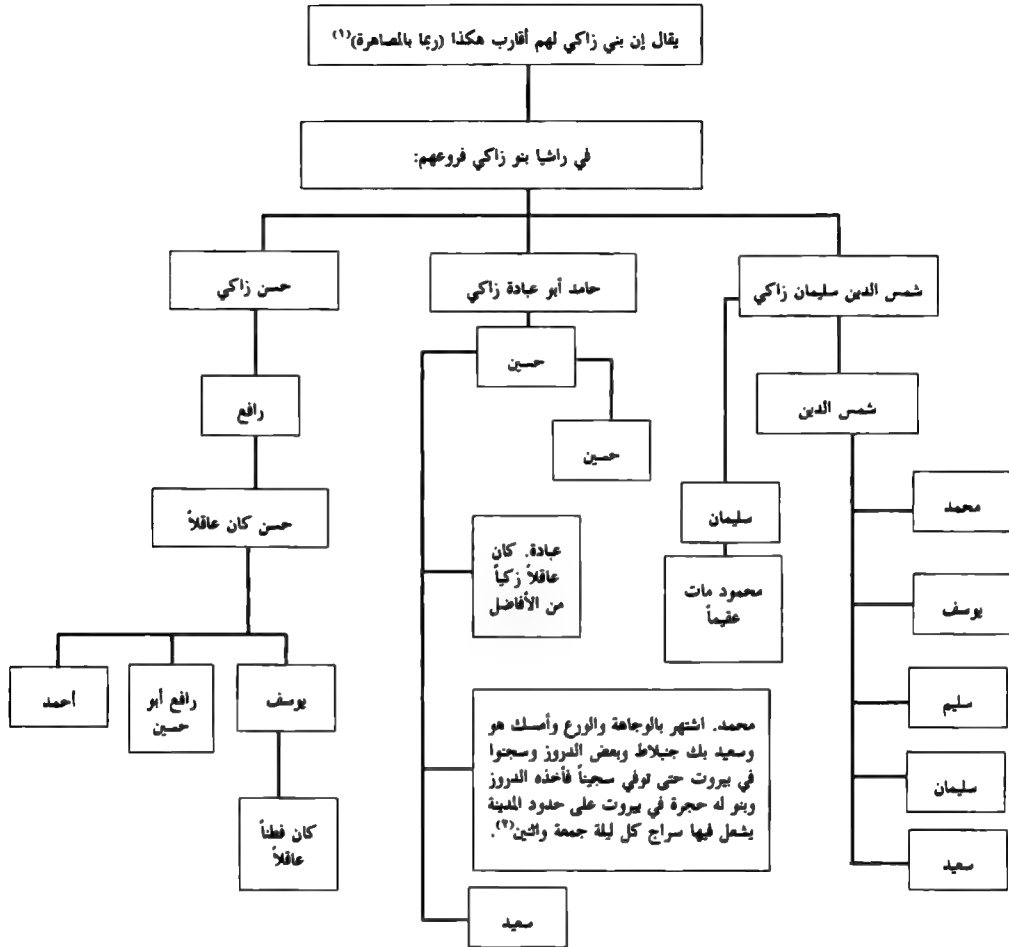 يقال إن بني زاكي لهم أقارب هكذا (ربما بالمصاهرة)(١)
في راشيا بنو زاكي فروعهم:
شمس الدين سليمان زاكي
حامد أبو عبادة زاكي
حسن زاكي
حسين
شمس الدين
رافع
حسين
محمد
سليمان
حسن كان عاقلاً
عبادة. كان
عاقلاً زكياً
من الأفاضل
محمود مات
عقيماً
يوسف
يوسف
رافع أبو
حسين
أحمد
سليم
محمد. اشتهر بالوجاهة والورع وأمسك هو
وسعيد بك جنبلاط وبعض الدروز وسجنوا
في بيروت حتى توفي سجيناً فأخذه الدروز
وبنو له حجرة في بيروت على حدود المدينة
يشعل فيها سراج كل ليلة جمعة واثنين(٢).
سليمان
كان فطناً
عاقلاً
سعيد
سعيد